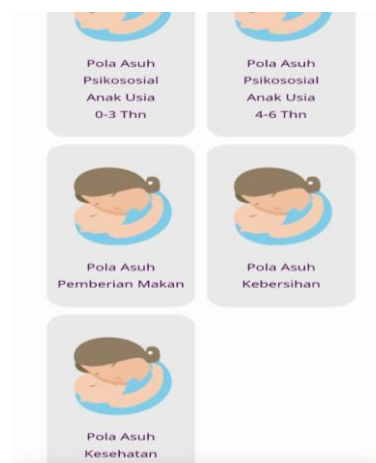 Pola Asuh
Psikososial
Anak Usia
0-3 Thn
Pola Asuh
Psikososial
Anak Usia
4-6 Thn
Pola Asuh
Pemberian Makan
Pola Asuh
Kebersihan
Pola Asuh
Kesehatan